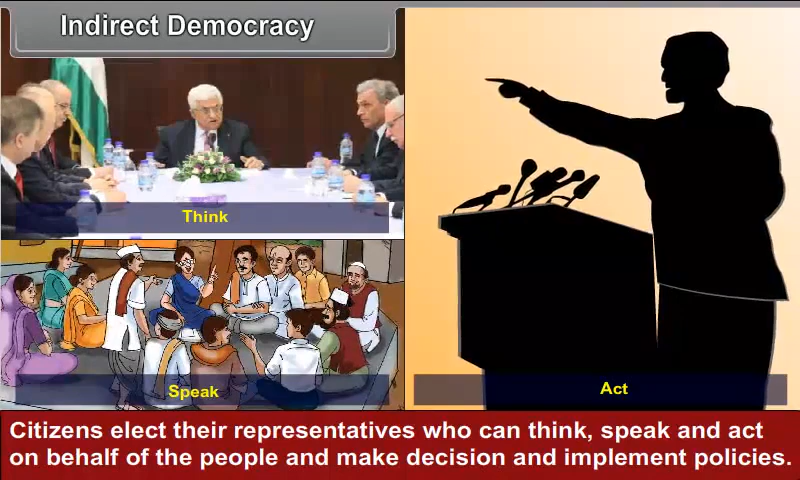 Indirect Democracy
Think
Speak
Act
Citizens elect their representatives who can think, speak and act
on behalf of the people and make decision and implement policies.